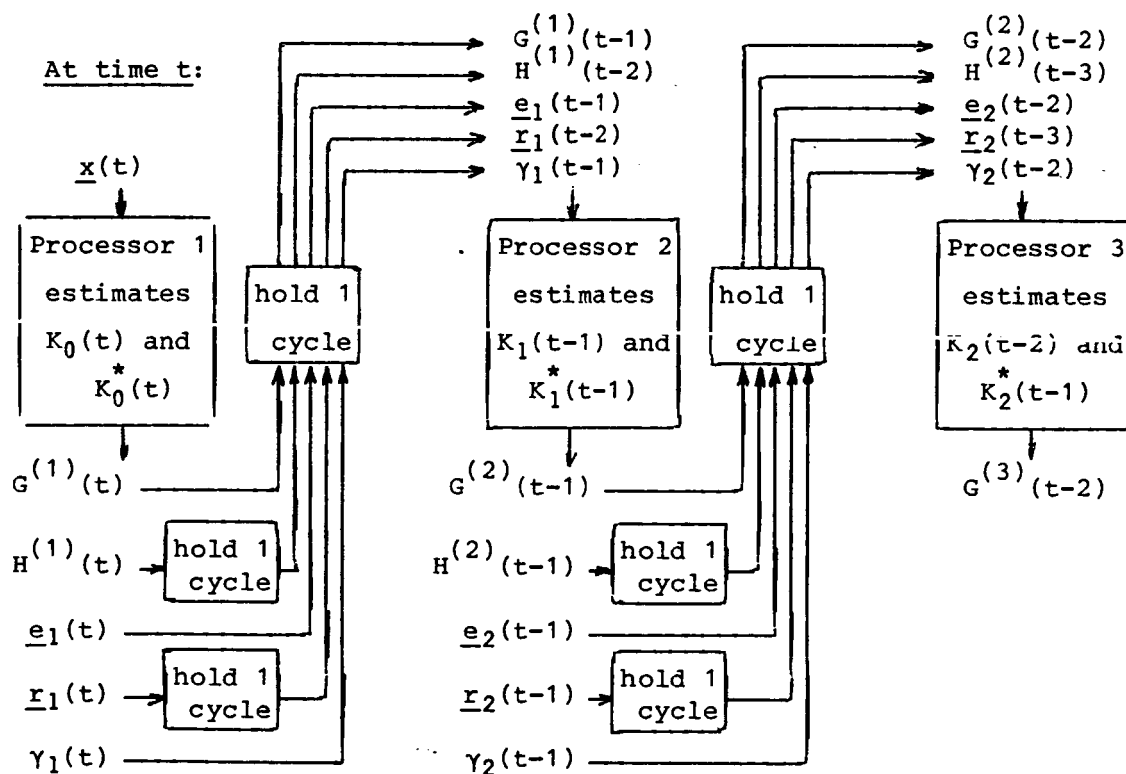 At time t:
x(t)
Processor 1
estimates
K₀(t) and
K₀*(t)
G⁽¹⁾(t)
H⁽¹⁾(t)
hold 1
cycle
e₁(t)
r₁(t)
hold 1
cycle
γ₁(t)
hold 1
cycle
G⁽¹⁾(t-1)
H⁽¹⁾(t-2)
e₁(t-1)
r₁(t-2)
γ₁(t-1)
Processor 2
estimates
K₁(t-1) and
K₁*(t-1)
G⁽²⁾(t-1)
H⁽²⁾(t-1)
hold 1
cycle
e₂(t-1)
r₂(t-1)
hold 1
cycle
γ₂(t-1)
hold 1
cycle
G⁽²⁾(t-2)
H⁽²⁾(t-3)
e₂(t-2)
r₂(t-3)
γ₂(t-2)
Processor 3
estimates
K₂(t-2) and
K₂*(t-1)
G⁽³⁾(t-2)